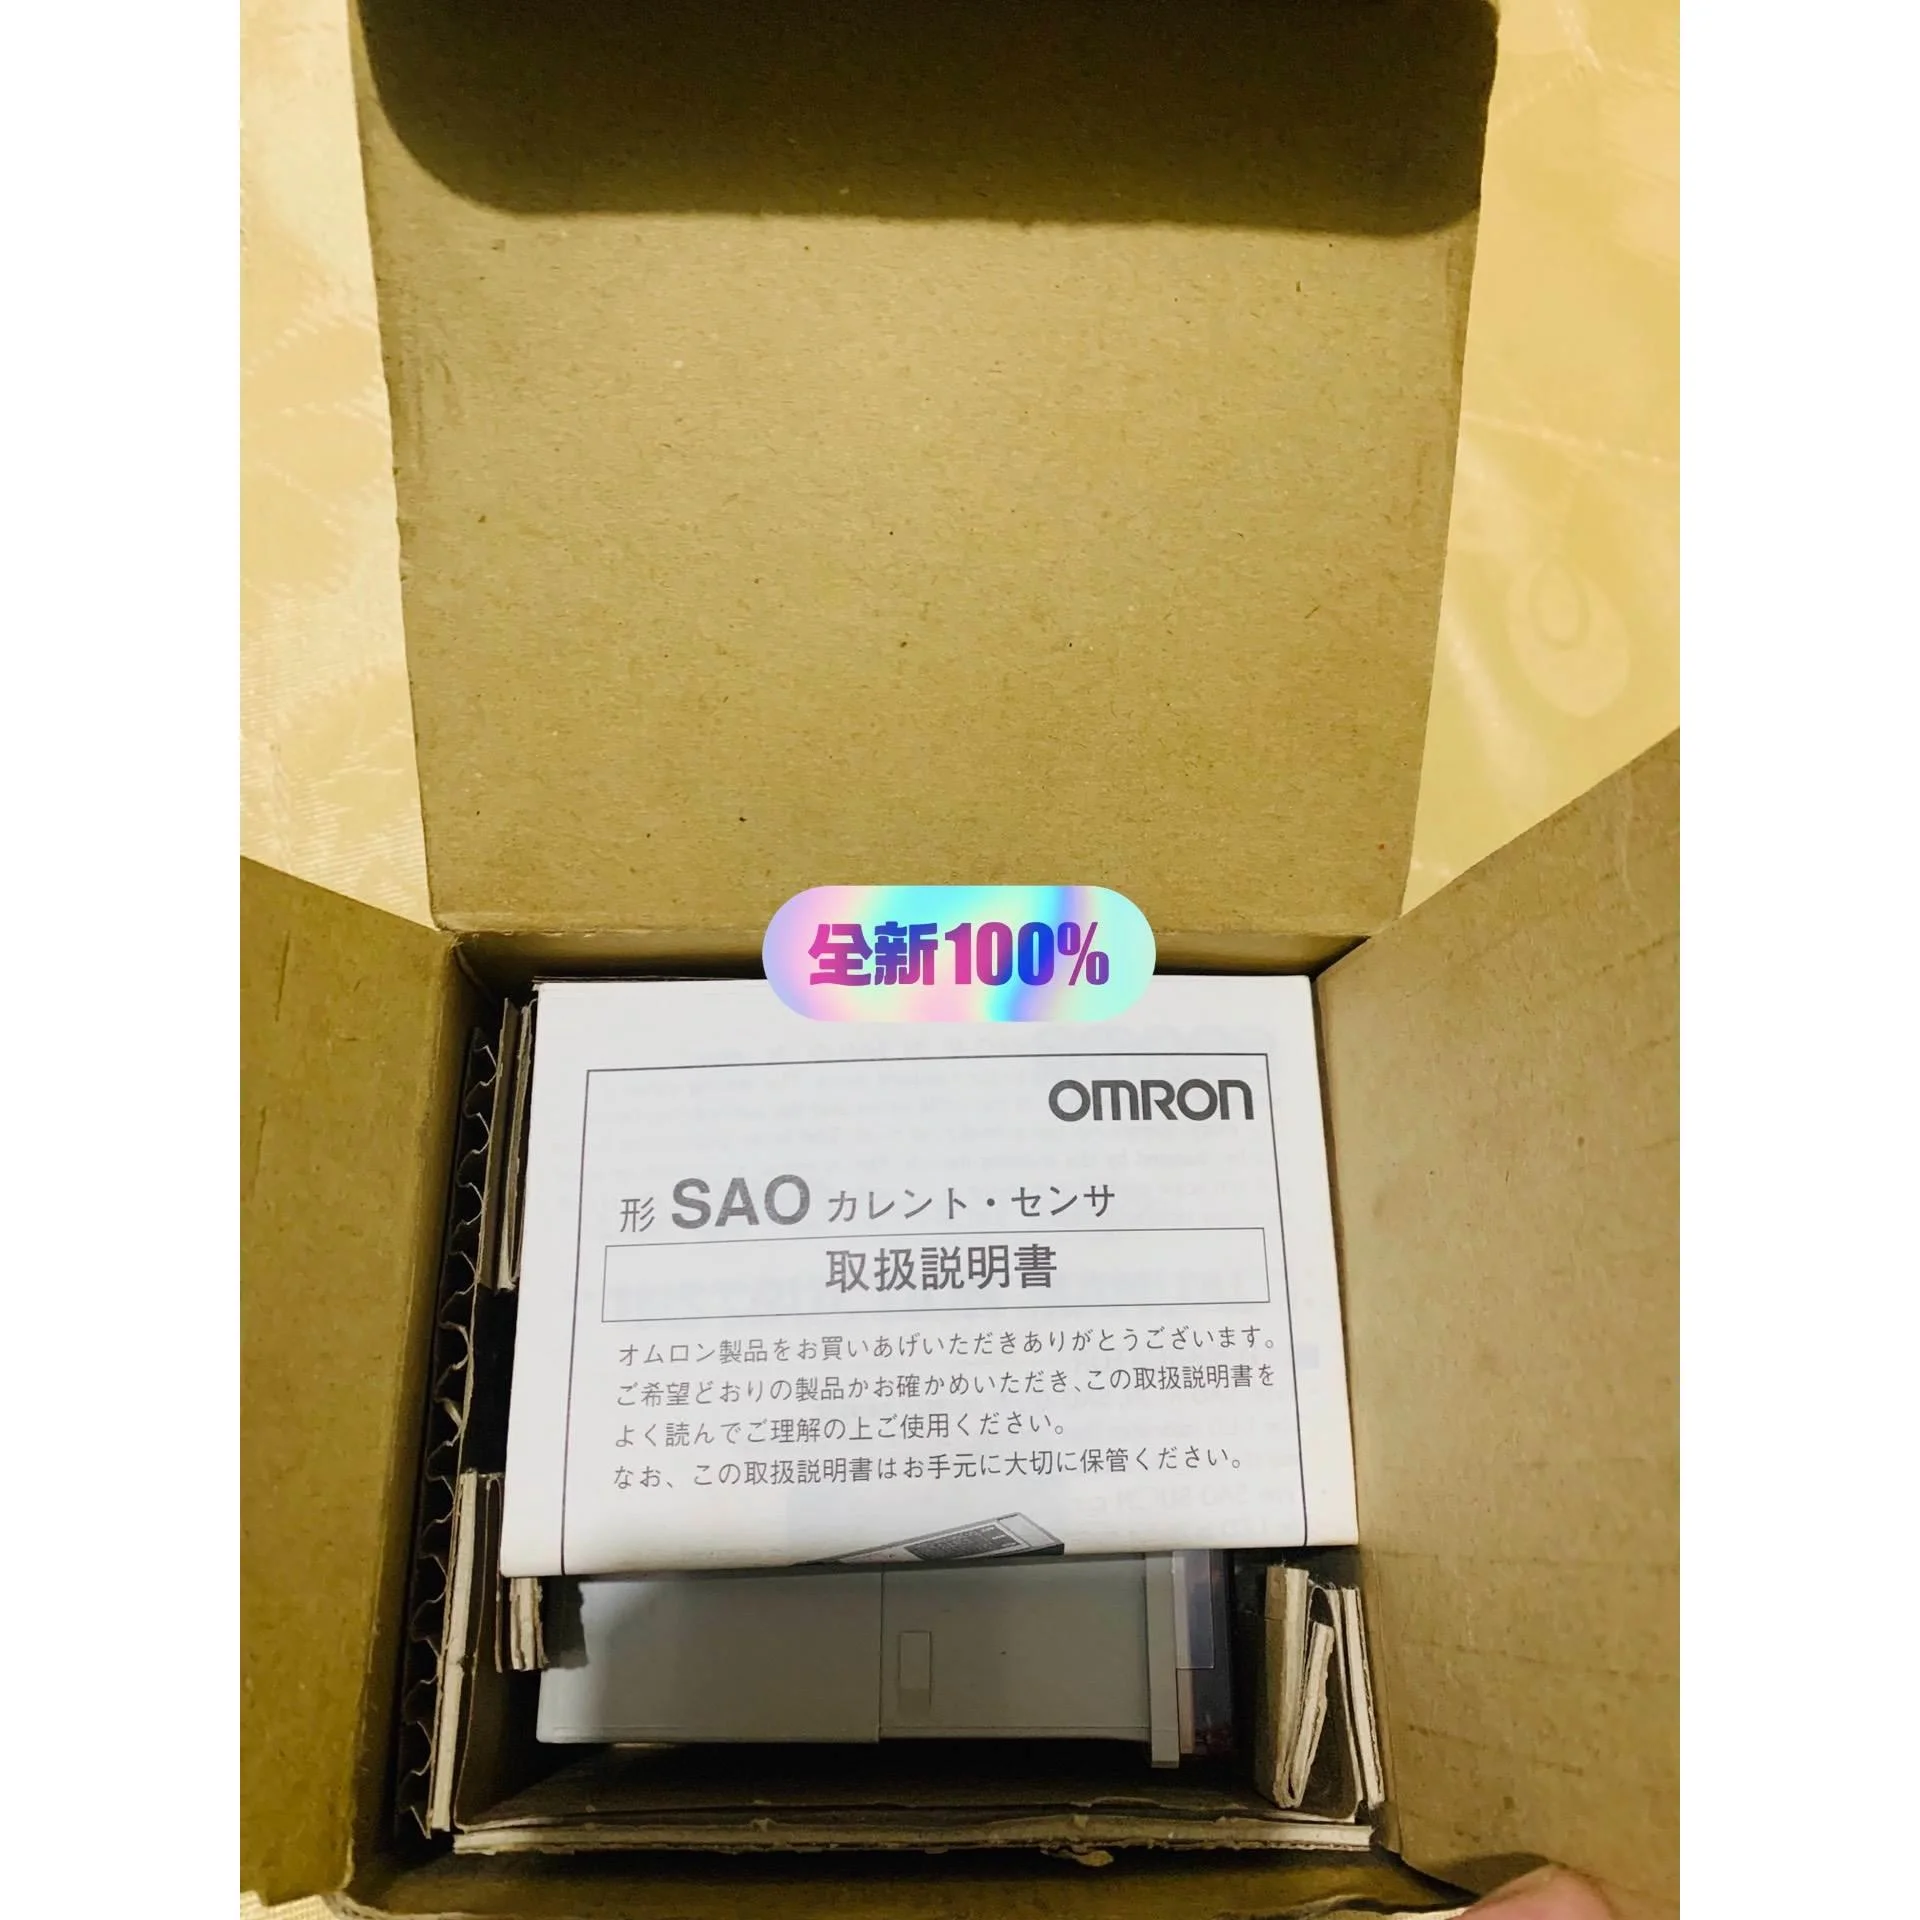 全新100%
OMRON
形 SAO カレント・センサ
取扱説明書
オムロン製品をお買いあげいただきありがとうございます。
ご希望どおりの製品かお確かめいただき、この取扱説明書を
よく読んでご理解の上ご使用ください。
なお、この取扱説明書はお手元に大切に保管ください。